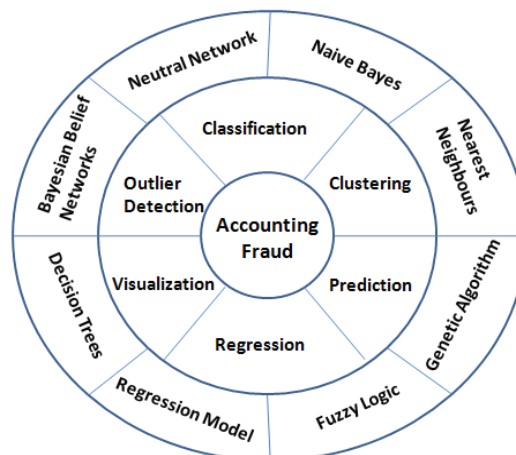 Neutral Network
Naive Bayes
Bayesian Belief
Networks
Nearest
Neighbours
Classification
Outlier
Detection
Clustering
Accounting
Fraud
Visualization
Prediction
Regression
Decision Trees
Genetic Algorithm
Regression Model
Fuzzy Logic